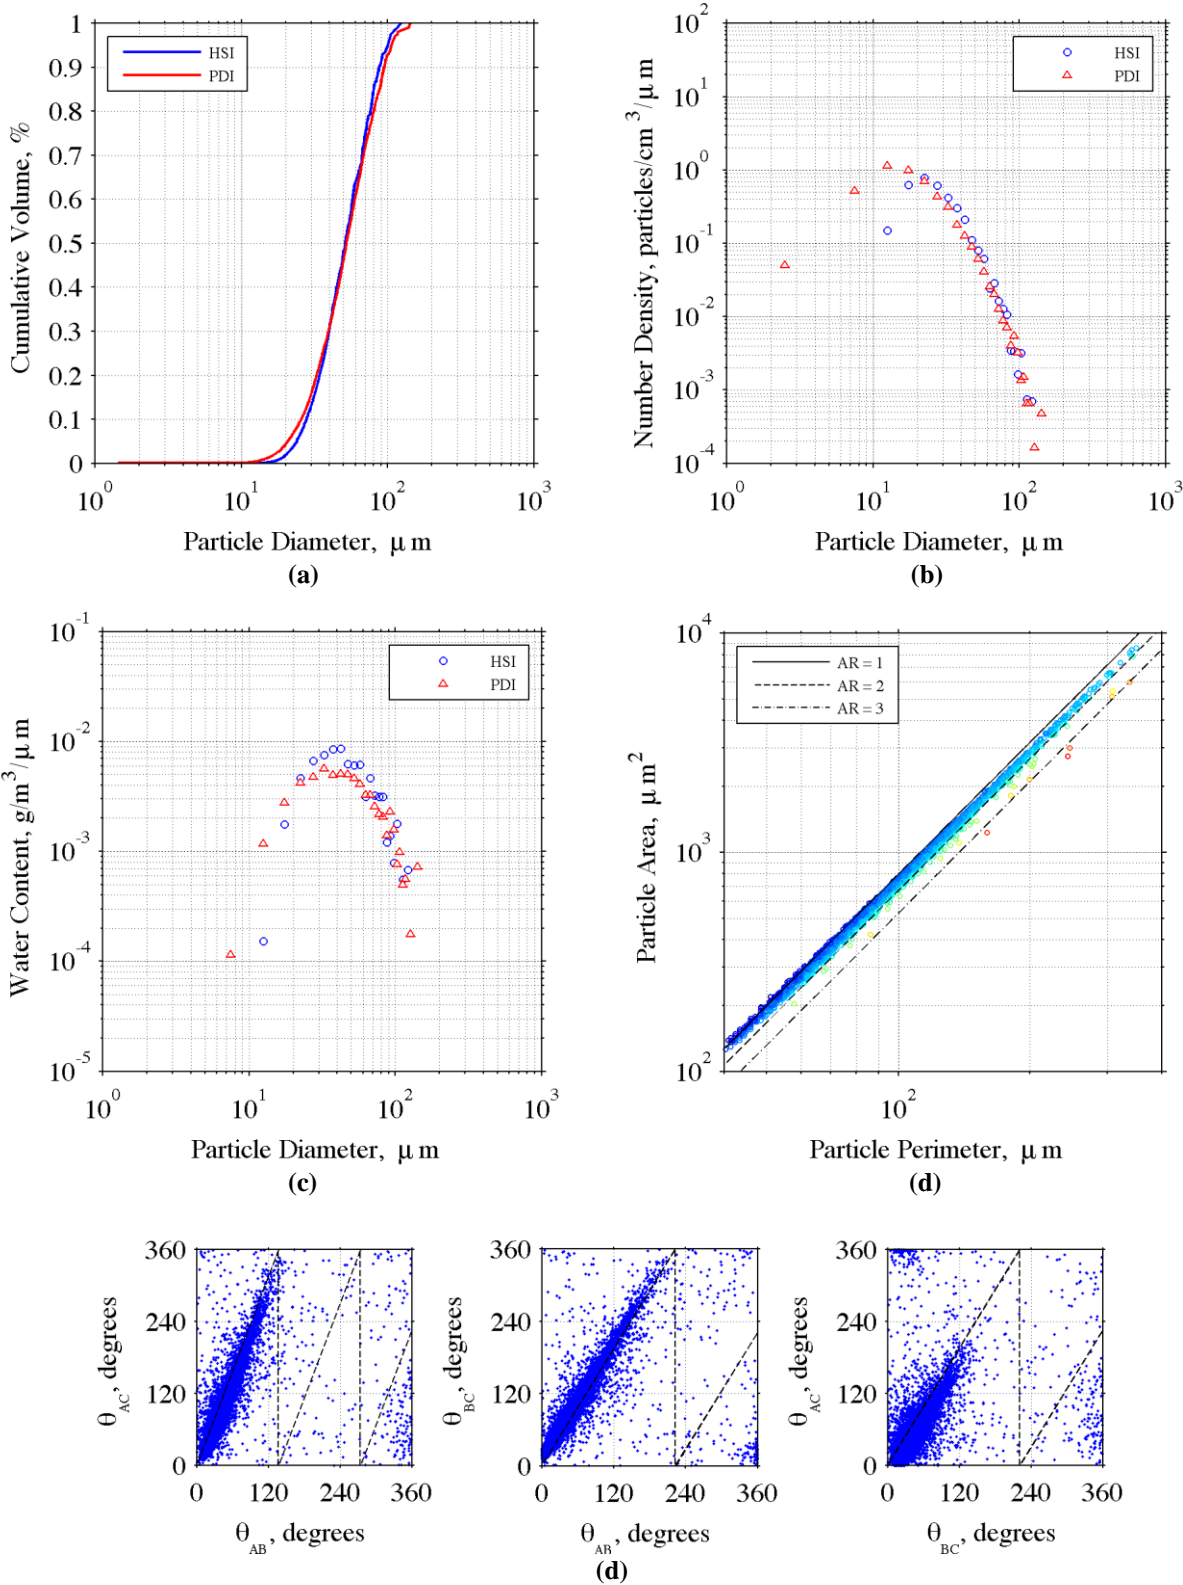 1
0.9
0.8
0.7
0.6
0.5
0.4
0.3
0.2
0.1
0
Cumulative Volume, %
HSI
PDI
10^0 10^1 10^2 10^3
Particle Diameter, μm
(a)
10^2
10^1
10^0
10^-1
10^-2
10^-3
10^-4
Number Density, particles/cm^3/μm
HSI
PDI
10^0 10^1 10^2 10^3
Particle Diameter, μm
(b)
10^-1
10^-2
10^-3
10^-4
10^-5
Water Content, g/m^3/μm
HSI
PDI
10^0 10^1 10^2 10^3
Particle Diameter, μm
(c)
10^4
10^3
10^2
Particle Area, μm^2
AR = 1
AR = 2
AR = 3
10^2
Particle Perimeter, μm
(d)
360
240
120
0
θ_AC, degrees
0 120 240 360
θ_AB, degrees
360
240
120
0
θ_BC, degrees
0 120 240 360
θ_AB, degrees
360
240
120
0
θ_AC, degrees
0 120 240 360
θ_BC, degrees
(d)